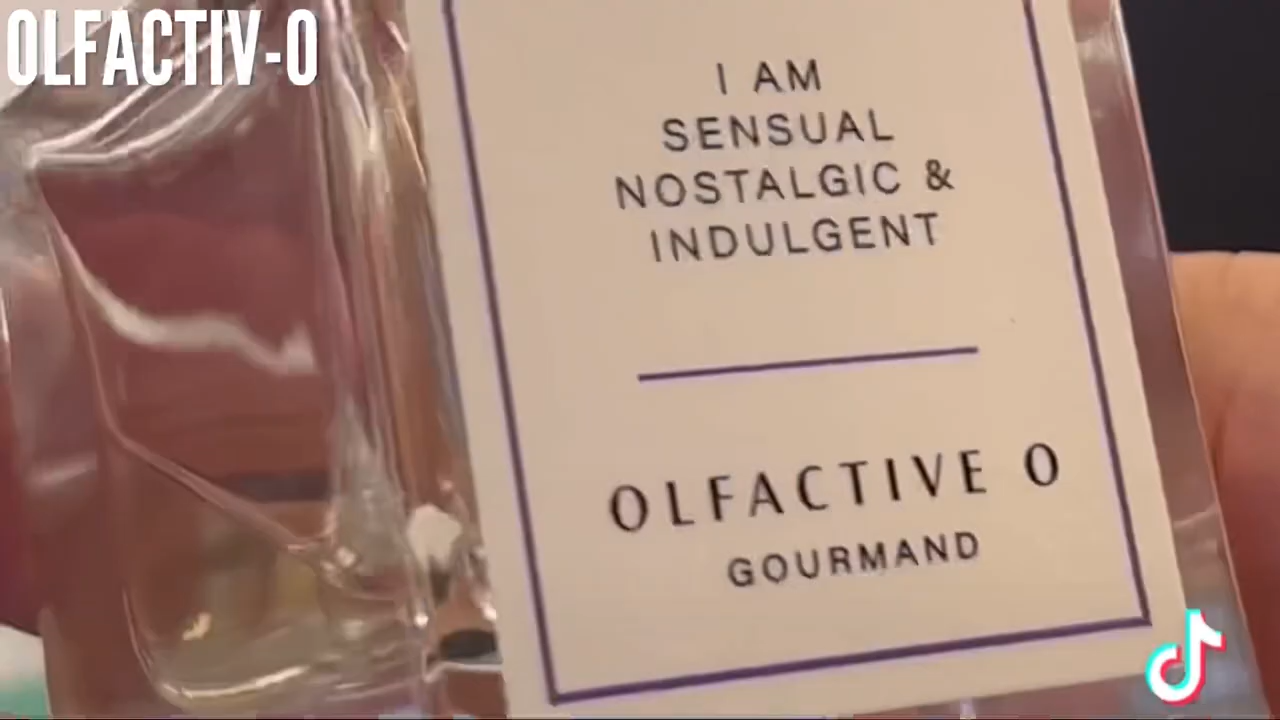 OLFACTIV-O
I AM
SENSUAL
NOSTALGIC &
INDULGENT
OLFACTIVE O
GOURMAND